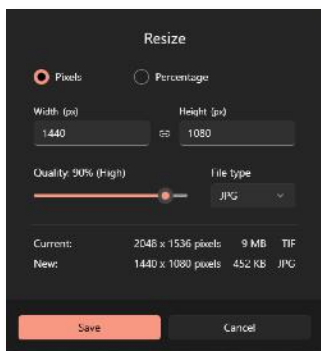 Resize
Pixels Percentage
Width (px) Height (px)
1440 1080
Quality: 90% (High) File type
JPG
Current: 2048 x 1536 pixels 9 MB TIF
New: 1440 x 1080 pixels 452 KB JPG
Save Cancel